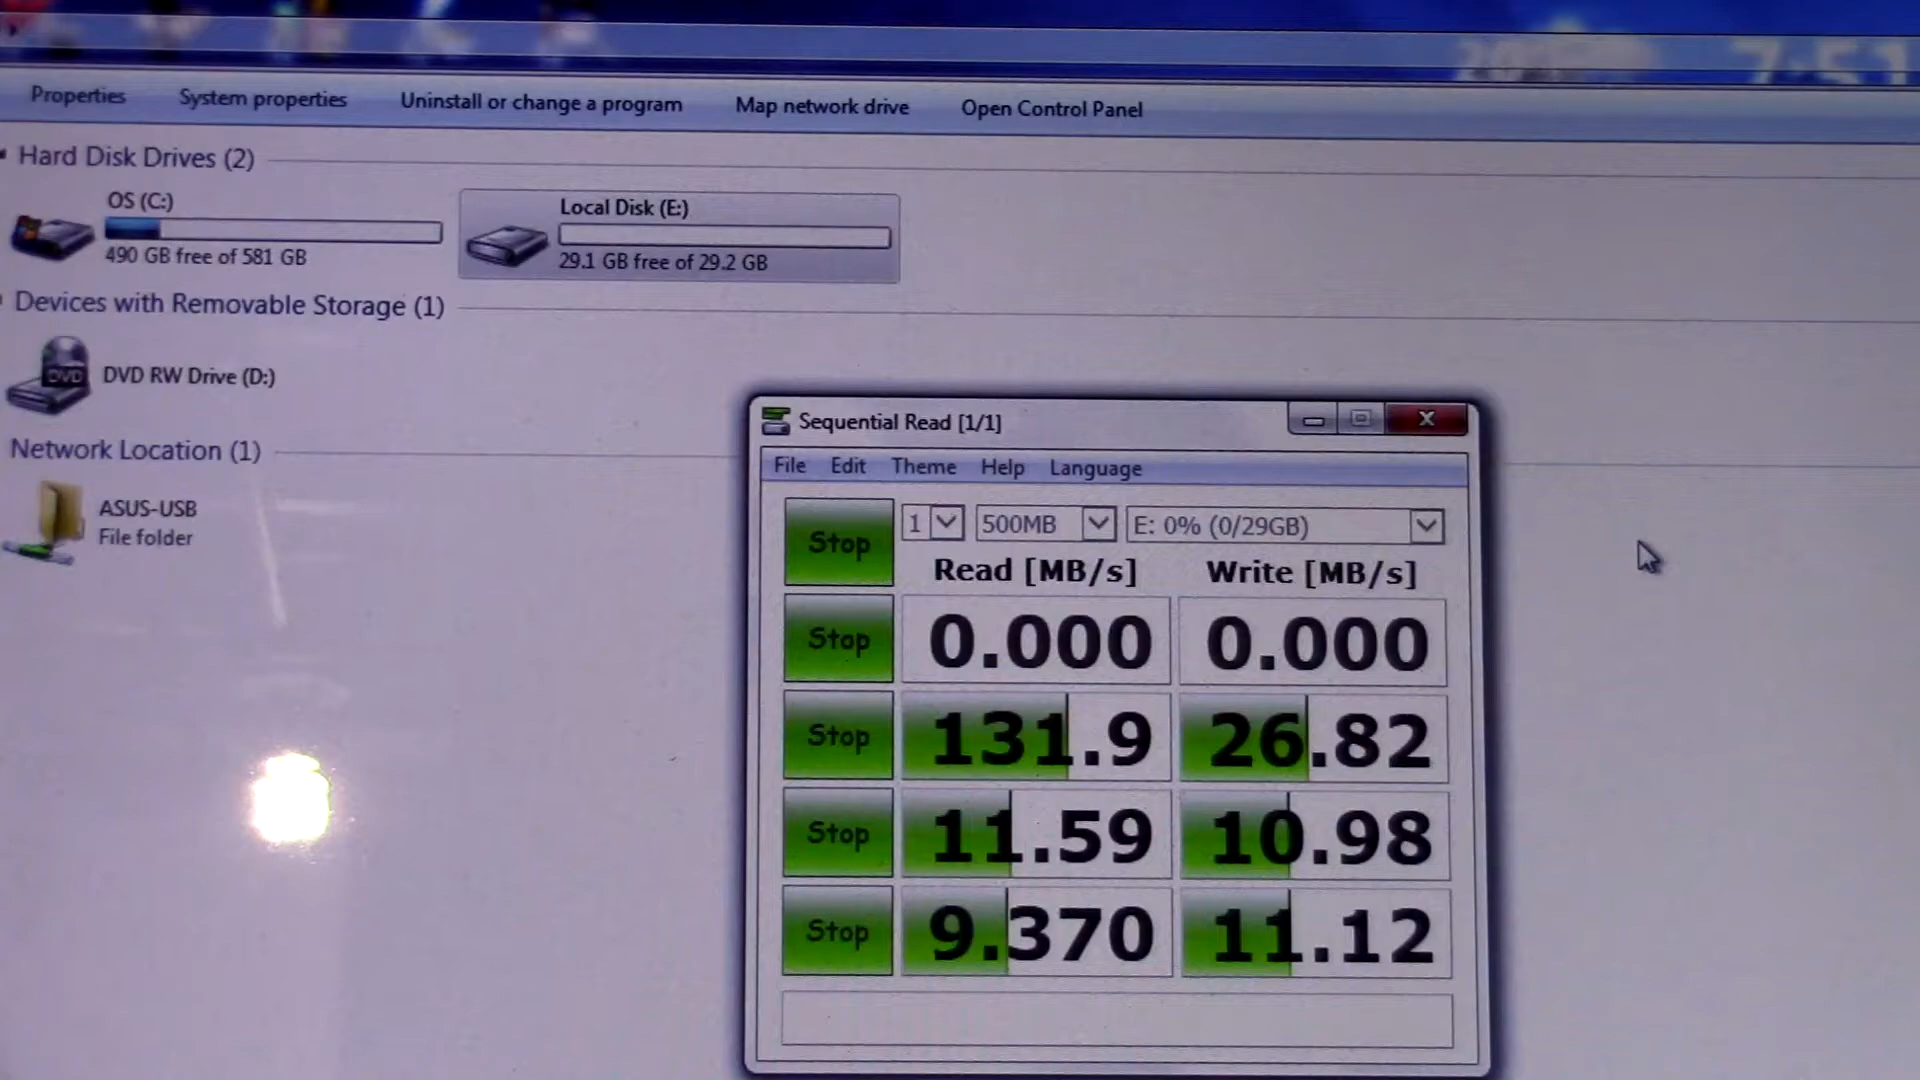 7:51
Properties System properties Uninstall or change a program Map network drive Open Control Panel
Hard Disk Drives (2)
OS (C:)
490 GB free of 581 GB
Local Disk (E:)
29.1 GB free of 29.2 GB
Devices with Removable Storage (1)
DVD
DVD RW Drive (D:)
Network Location (1)
ASUS-USB
File folder
Sequential Read [1/1]
File Edit Theme Help Language
Stop 1 500MB E: 0% (0/29GB)
Read [MB/s] Write [MB/s]
Stop 0.000 0.000
Stop 131.9 26.82
Stop 11.59 10.98
Stop 9.370 11.12